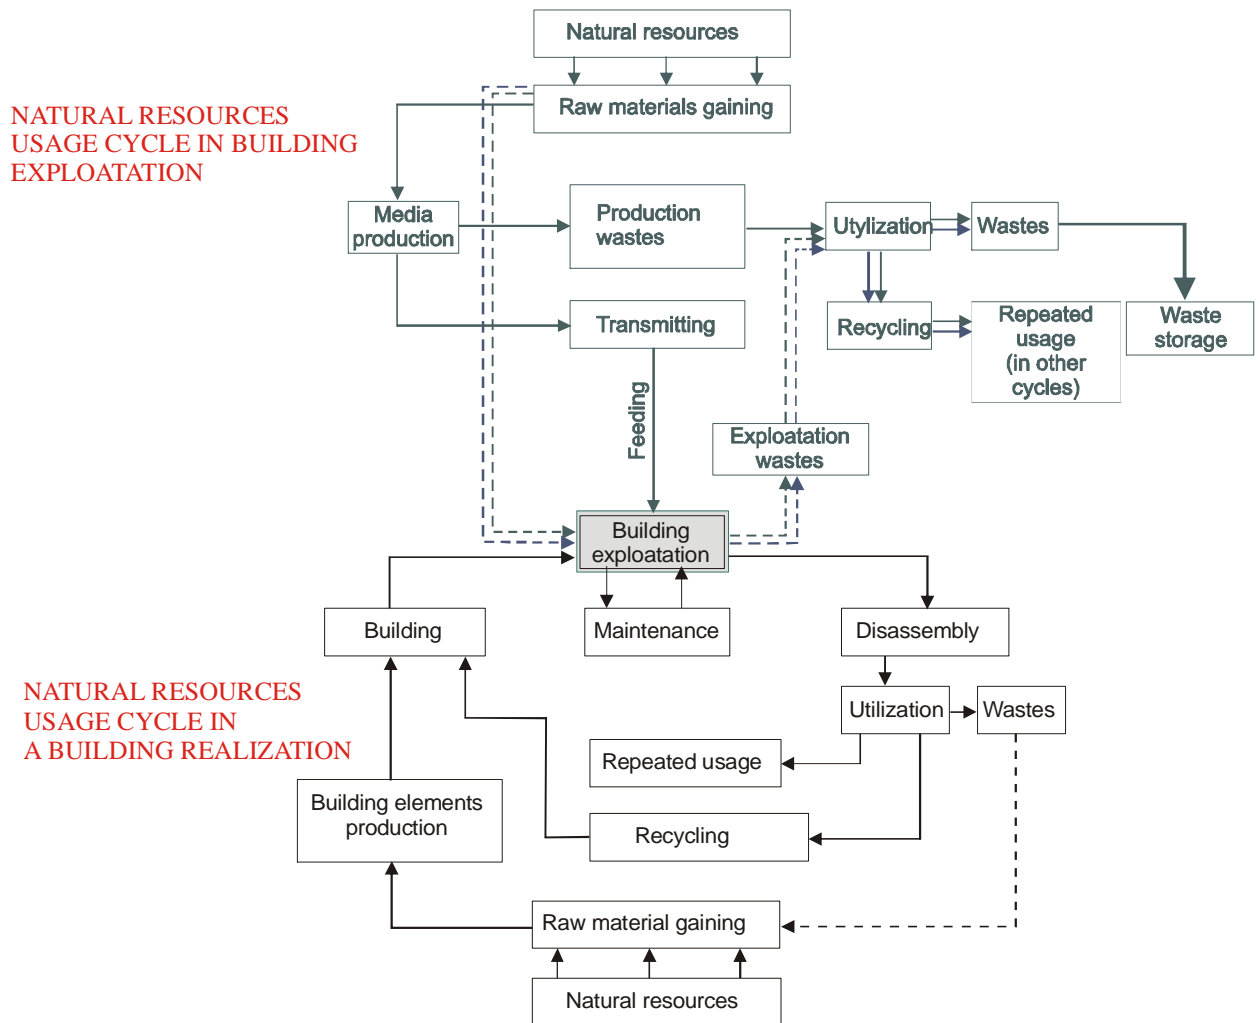 Natural resources
NATURAL RESOURCES
USAGE CYCLE IN BUILDING
EXPLOATATION
Raw materials gaining
Media
production
Production
wastes
Utylization
Wastes
Transmitting
Recycling
Repeated
usage
(in other
cycles)
Waste
storage
Feeding
Exploatation
wastes
Building
exploatation
Building
Maintenance
Disassembly
NATURAL RESOURCES
USAGE CYCLE IN
A BUILDING REALIZATION
Utilization
Wastes
Repeated usage
Building elements
production
Recycling
Raw material gaining
Natural resources